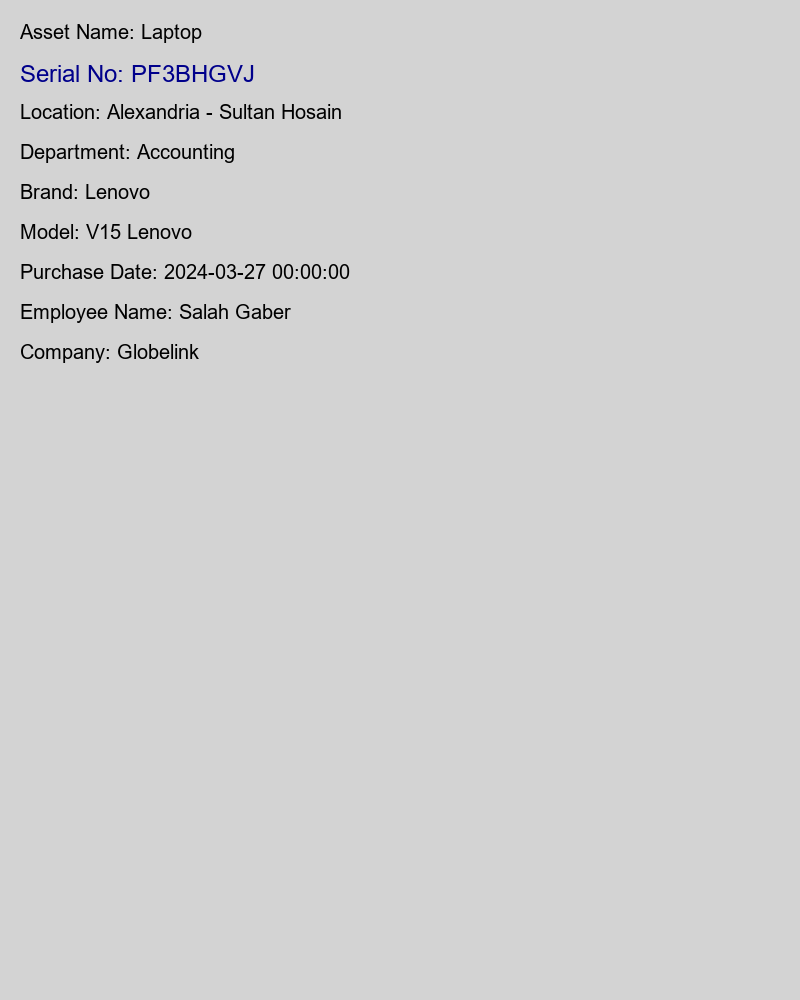 Asset Name: Laptop
Serial No: PF3BHGVJ
Location: Alexandria - Sultan Hosain
Department: Accounting
Brand: Lenovo
Model: V15 Lenovo
Purchase Date: 2024-03-27 00:00:00
Employee Name: Salah Gaber
Company: Globelink